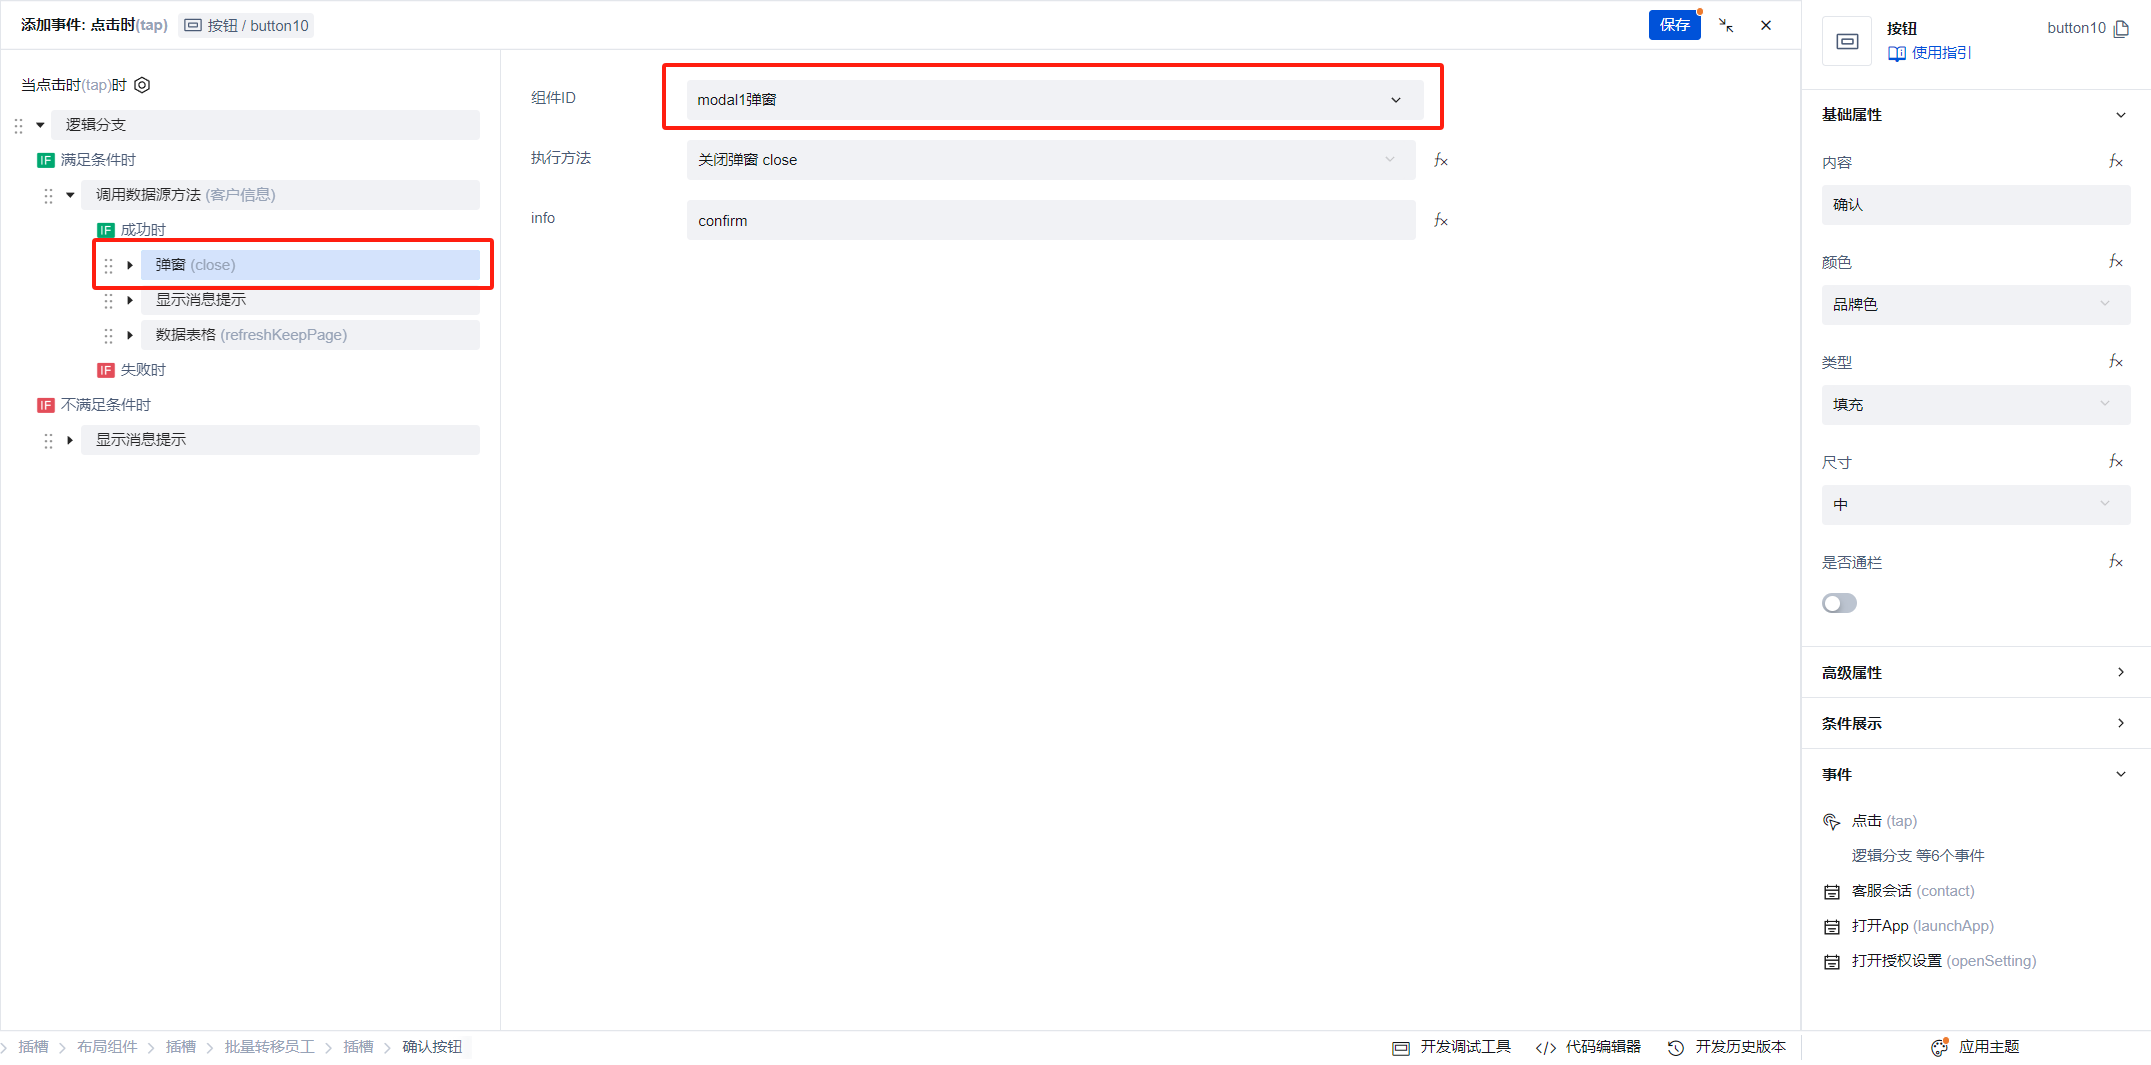 添加事件: 点击时(tap) 按钮 / button10
保存
当点击时(tap)时
逻辑分支
IF 满足条件时
调用数据源方法 (客户信息)
IF 成功时
弹窗 (close)
显示消息提示
数据表格 (refreshKeepPage)
IF 失败时
IF 不满足条件时
显示消息提示
组件ID
modal1弹窗
执行方法
关闭弹窗 close
fx
info
confirm
fx
按钮
button10
使用指引
基础属性
内容
fx
确认
颜色
fx
品牌色
类型
fx
填充
尺寸
fx
中
是否通栏
fx
高级属性
条件展示
事件
点击 (tap)
逻辑分支 等6个事件
客服会话 (contact)
打开App (launchApp)
打开授权设置 (openSetting)
插槽 > 布局组件 > 插槽 > 批量转移员工 > 插槽 > 确认按钮
开发调试工具
代码编辑器
开发历史版本
应用主题